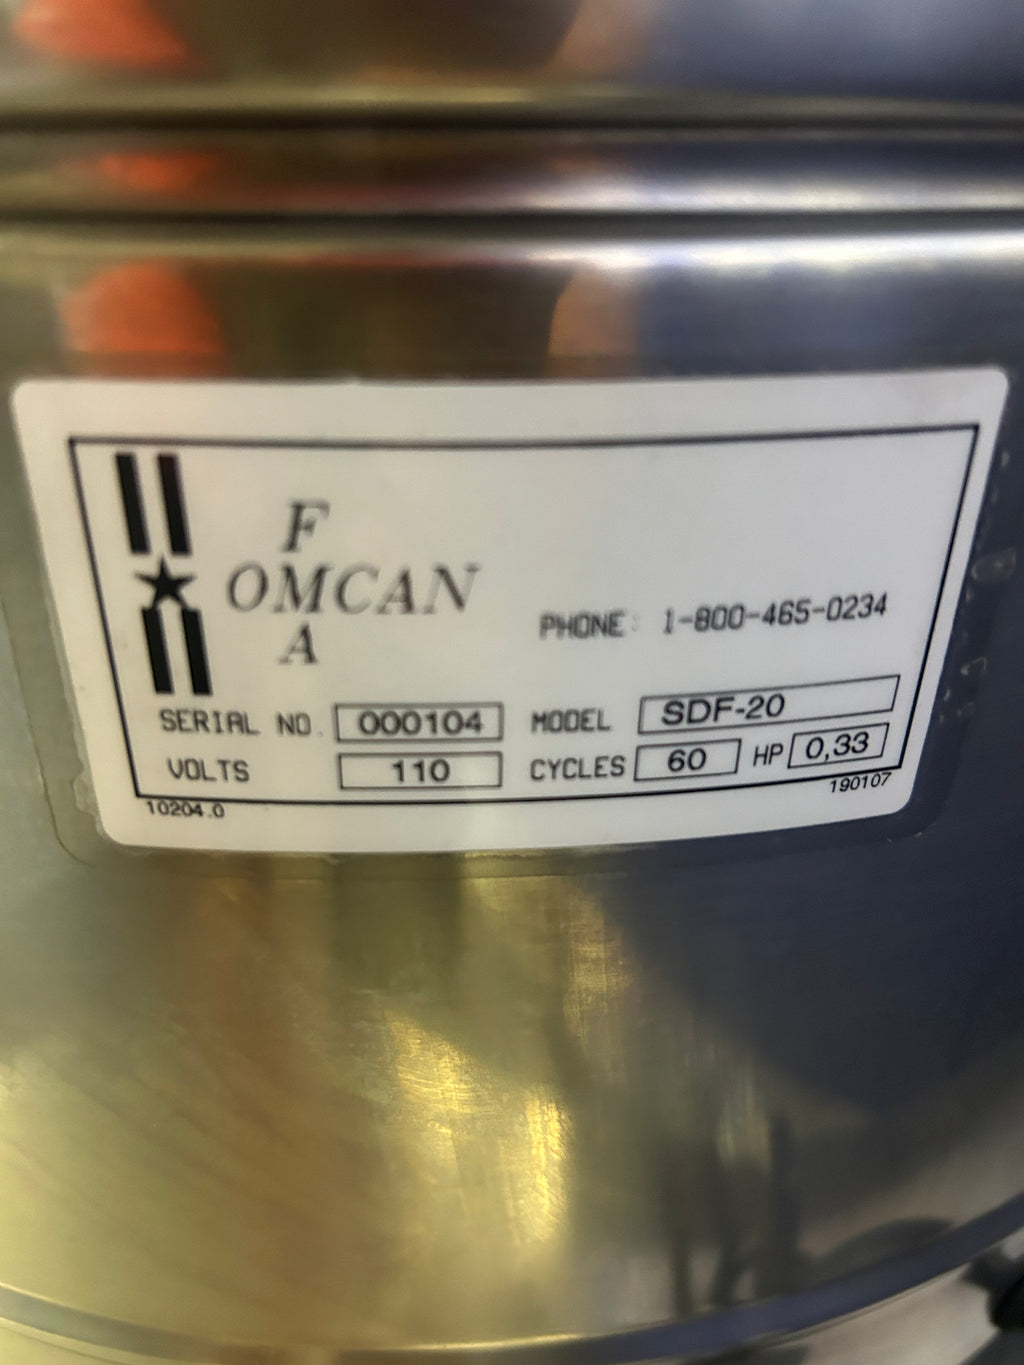 F
OMCAN
A
PHONE: 1-800-465-0234
SERIAL NO. 000104 MODEL SDF-20
VOLTS 110 CYCLES 60 HP 0,33
10204.0 190107